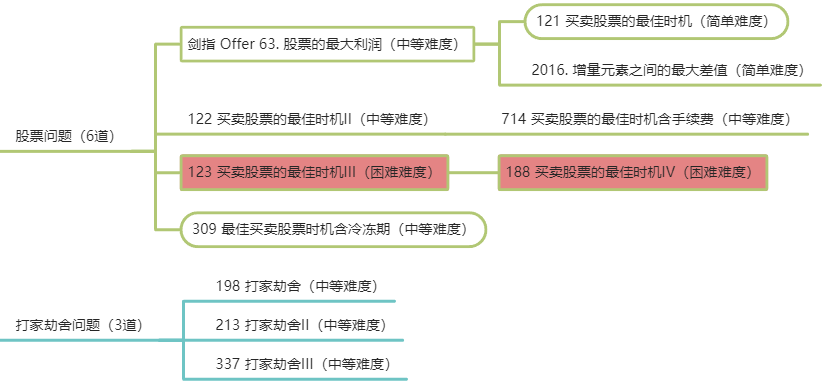 股票问题（6道）
剑指 Offer 63. 股票的最大利润（中等难度）
121 买卖股票的最佳时机（简单难度）
2016. 增量元素之间的最大差值（简单难度）
122 买卖股票的最佳时机II（中等难度）
714 买卖股票的最佳时机含手续费（中等难度）
123 买卖股票的最佳时机III（困难难度）
188 买卖股票的最佳时机IV（困难难度）
309 最佳买卖股票时机含冷冻期（中等难度）
打家劫舍问题（3道）
198 打家劫舍（中等难度）
213 打家劫舍II（中等难度）
337 打家劫舍III（中等难度）